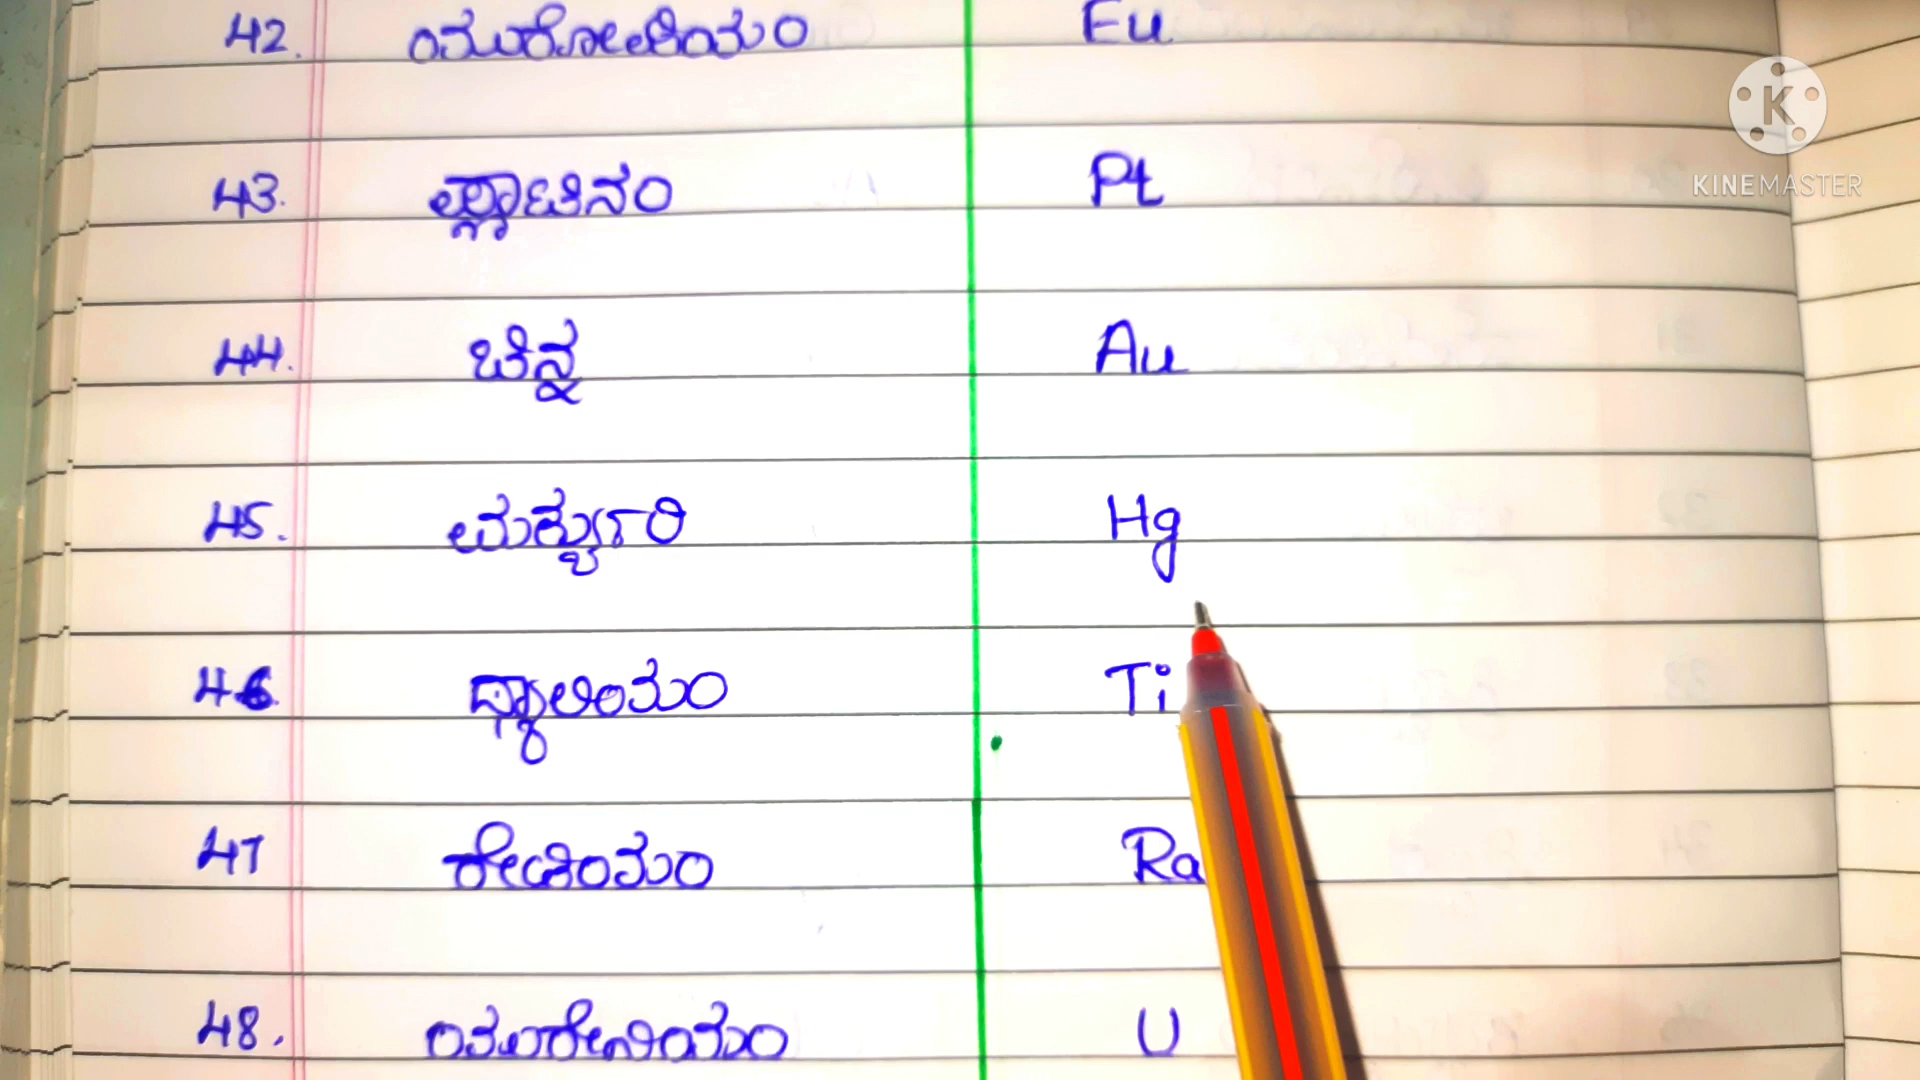 42. ಯುರೋಪಿಯಂ Eu
KINEMASTER
43. ಪ್ಲಾಟಿನಂ Pt
44. ಚಿನ್ನ Au
45. ಮರ್ಕ್ಯುರಿ Hg
46. ಥ್ಯಾಲಿಯಂ Ti
47 ರೇಡಿಯಂ Ra
48. ಯುರೇನಿಯಂ U